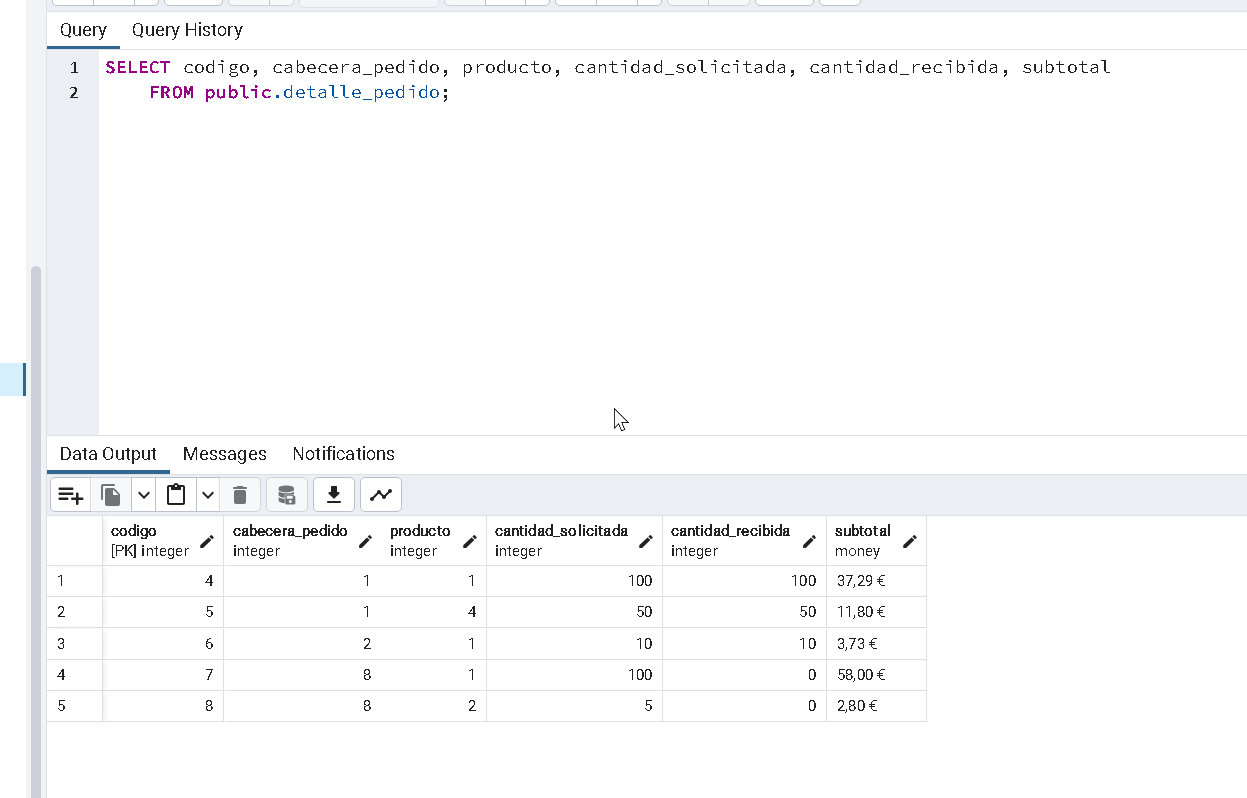 Query Query History
1 SELECT codigo, cabecera_pedido, producto, cantidad_solicitada, cantidad_recibida, subtotal
2 FROM public.detalle_pedido;
Data Output Messages Notifications
codigo cabecera_pedido producto cantidad_solicitada cantidad_recibida subtotal
[PK] integer integer integer integer integer money
1 4 1 1 100 100 37,29 €
2 5 1 4 50 50 11,80 €
3 6 2 1 10 10 3,73 €
4 7 8 1 100 0 58,00 €
5 8 8 2 5 0 2,80 €